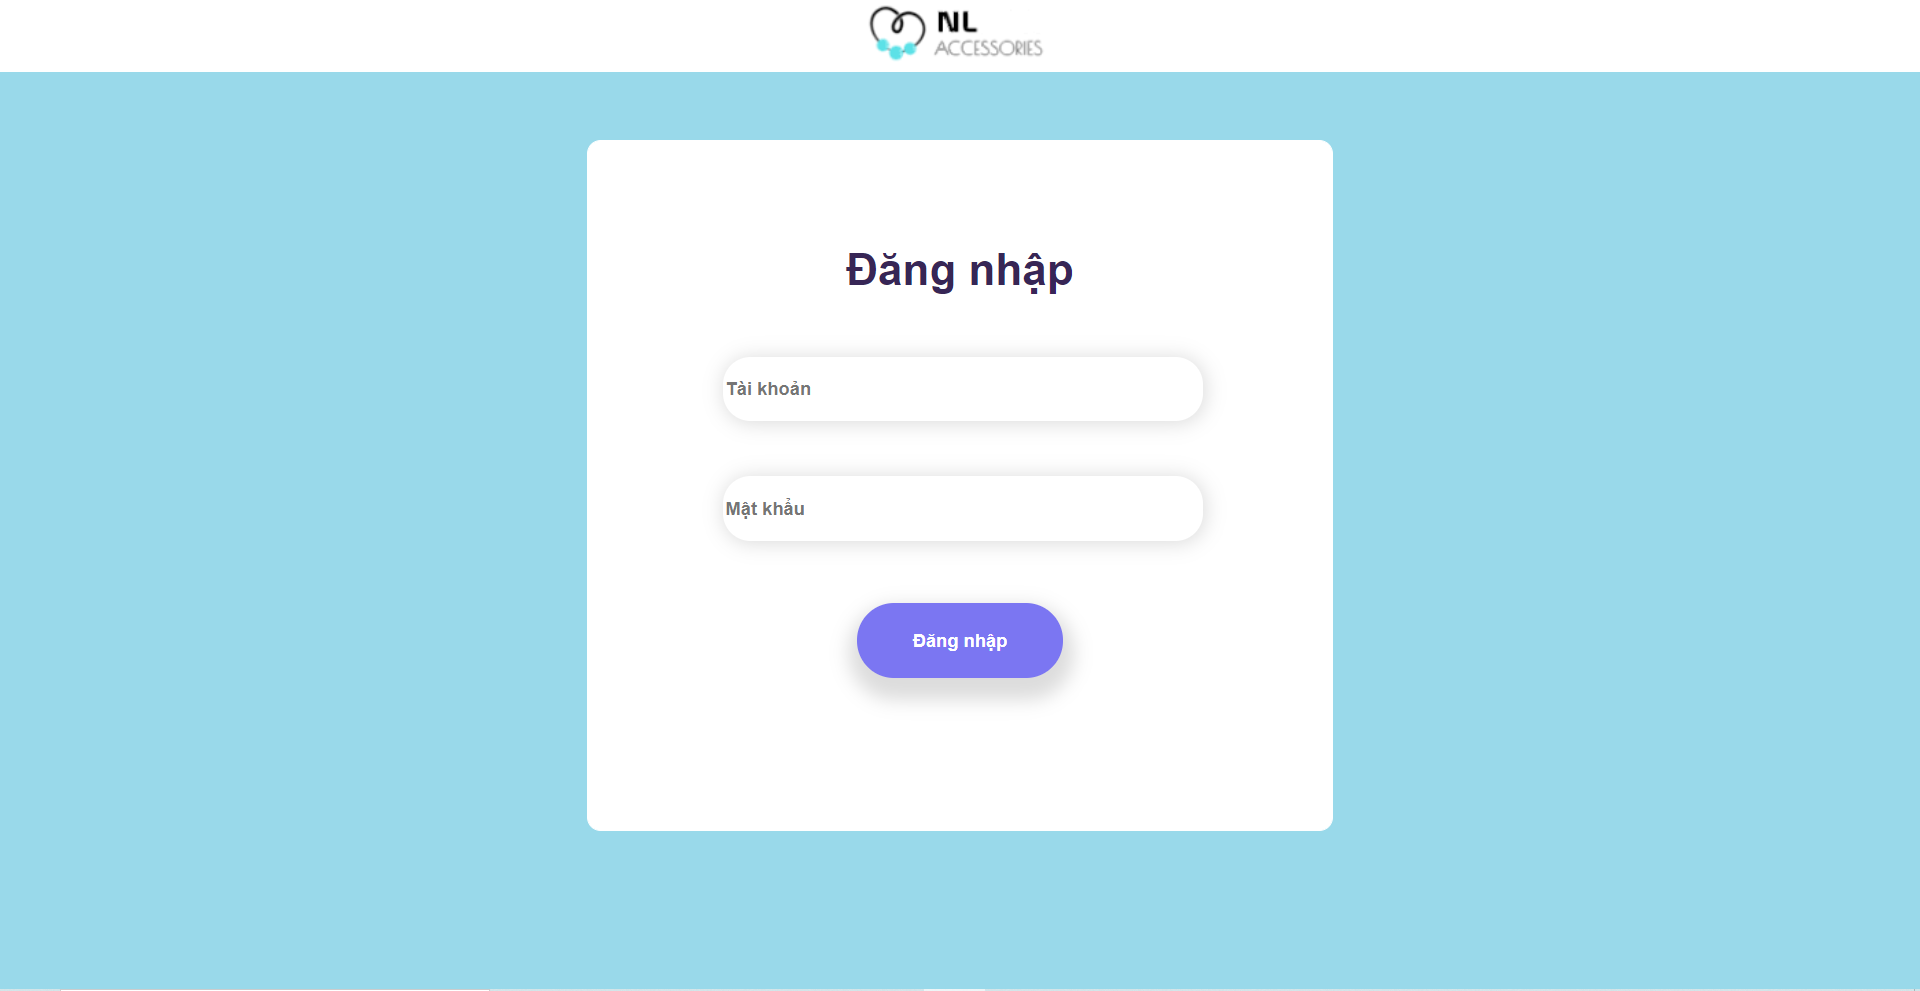 NL
ACCESSORIES
Đăng nhập
Tài khoản
Mật khẩu
Đăng nhập